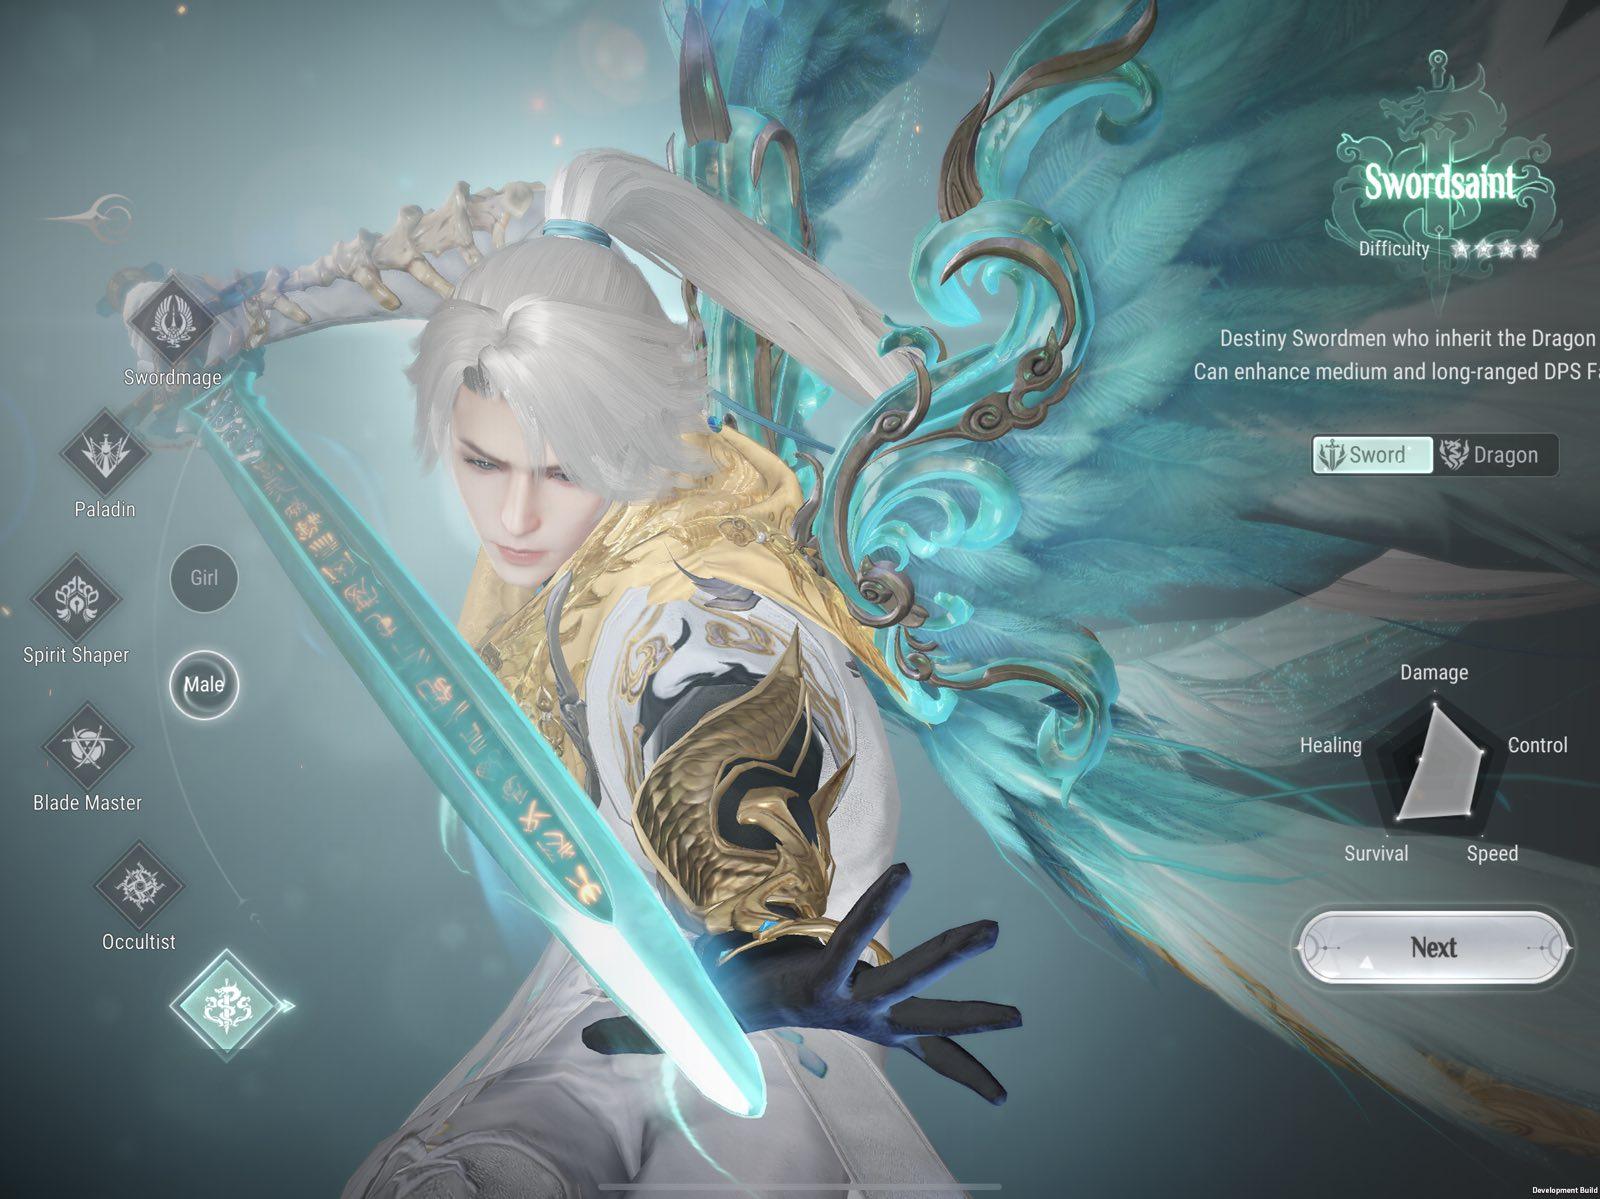 Swordsaint
Difficulty
Destiny Swordmen who inherit the Dragon
Can enhance medium and long-ranged DPS
Sword
Dragon
Swordmage
Paladin
Spirit Shaper
Blade Master
Occultist
Girl
Male
Damage
Healing
Control
Survival
Speed
Next
Development Build